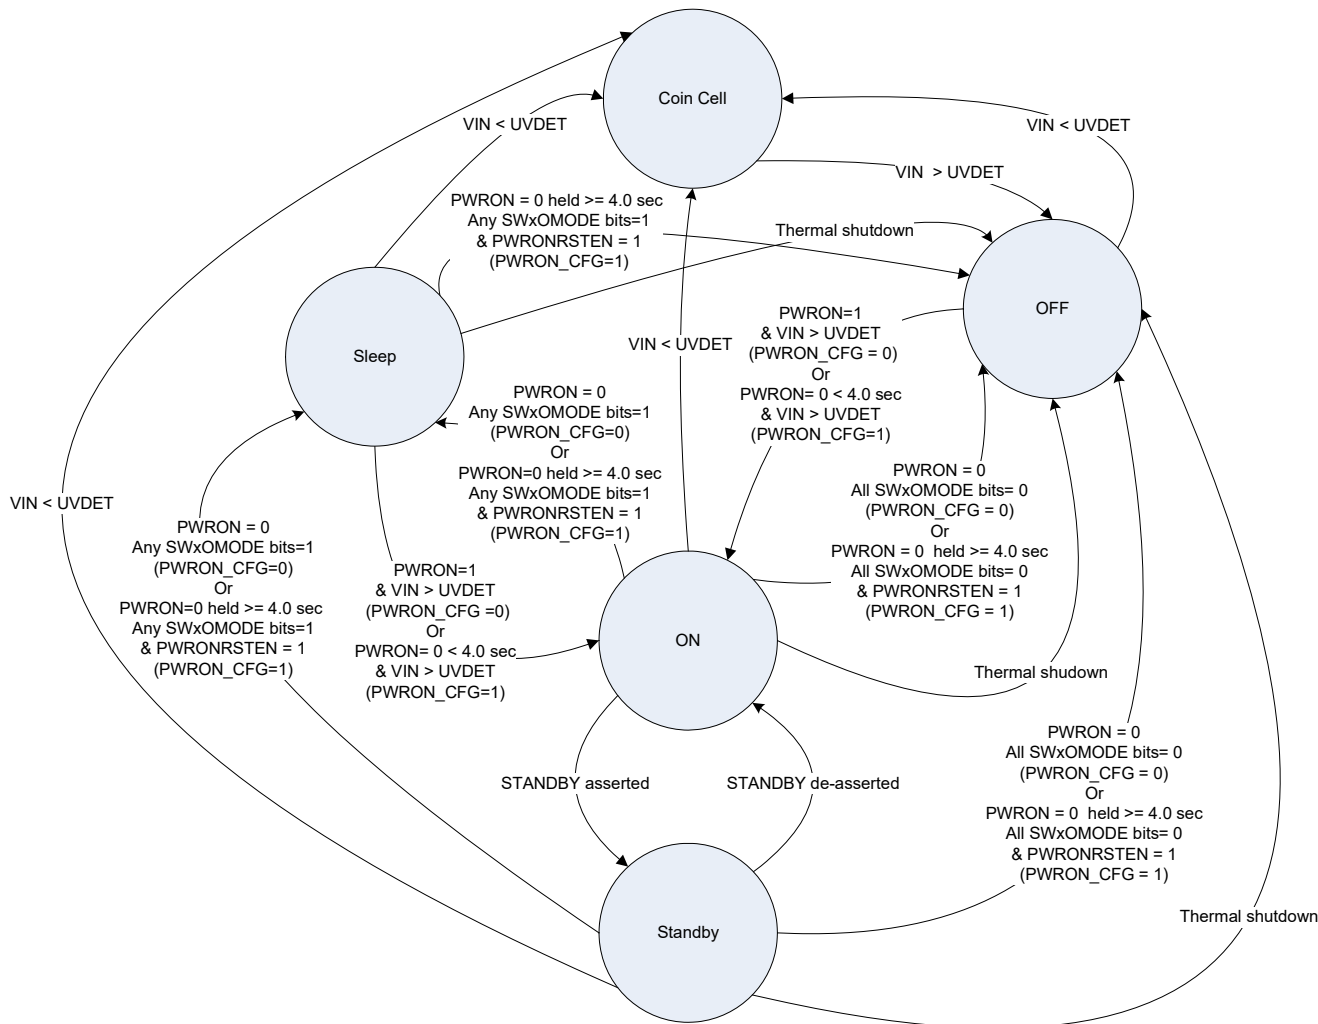 Coin Cell
VIN < UVDET
VIN < UVDET
VIN  > UVDET
PWRON = 0 held >= 4.0 sec
Any SWxOMODE bits=1
& PWRONRSTEN = 1
(PWRON_CFG=1)
Thermal shutdown
OFF
Sleep
VIN < UVDET
PWRON=1
& VIN > UVDET
(PWRON_CFG = 0)
Or
PWRON= 0 < 4.0 sec
& VIN > UVDET
(PWRON_CFG=1)
PWRON = 0
Any SWxOMODE bits=1
(PWRON_CFG=0)
Or
PWRON=0 held >= 4.0 sec
Any SWxOMODE bits=1
& PWRONRSTEN = 1
(PWRON_CFG=1)
PWRON = 0
All SWxOMODE bits= 0
(PWRON_CFG = 0)
Or
PWRON = 0  held >= 4.0 sec
All SWxOMODE bits= 0
& PWRONRSTEN = 1
(PWRON_CFG = 1)
VIN < UVDET
PWRON = 0
Any SWxOMODE bits=1
(PWRON_CFG=0)
Or
PWRON=0 held >= 4.0 sec
Any SWxOMODE bits=1
& PWRONRSTEN = 1
(PWRON_CFG=1)
PWRON=1
& VIN > UVDET
(PWRON_CFG =0)
Or
PWRON= 0 < 4.0 sec
& VIN > UVDET
(PWRON_CFG=1)
ON
Thermal shudown
STANDBY asserted
STANDBY de-asserted
PWRON = 0
All SWxOMODE bits= 0
(PWRON_CFG = 0)
Or
PWRON = 0  held >= 4.0 sec
All SWxOMODE bits= 0
& PWRONRSTEN = 1
(PWRON_CFG = 1)
Standby
Thermal shutdown